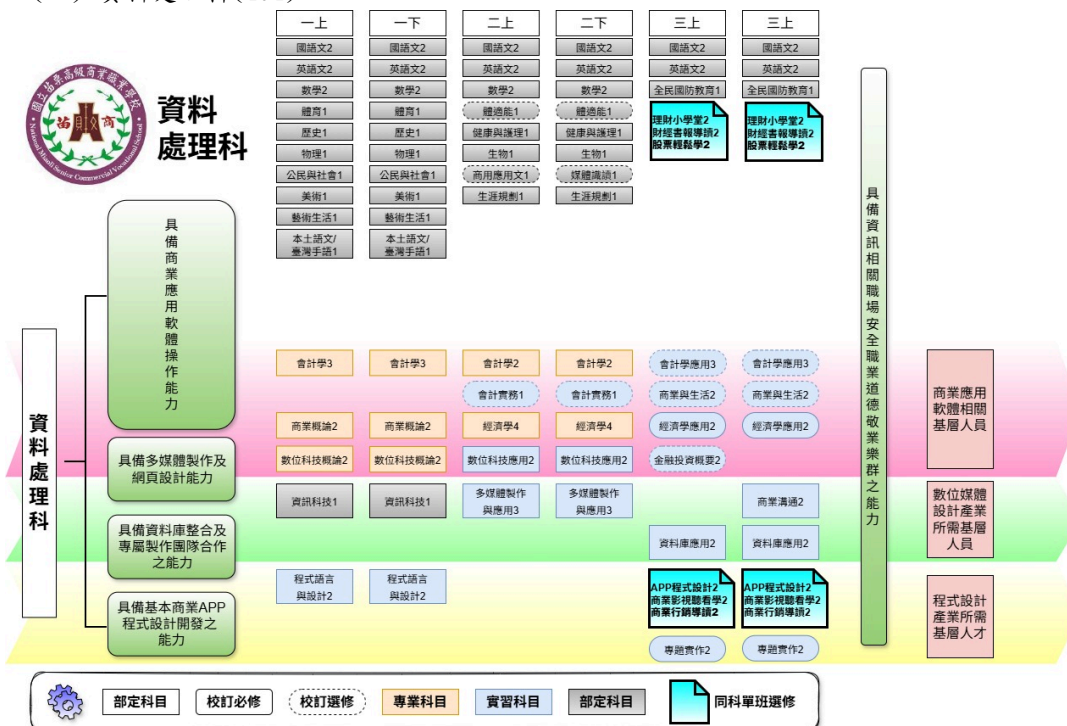 一上 一下 二上 二下 三上 三上
國語文2 國語文2 國語文2 國語文2 國語文2 國語文2
英語文2 英語文2 英語文2 英語文2 英語文2 英語文2
數學2 數學2 數學2 數學2 全民國防教育1 全民國防教育1
體育1 體育1 體適能1 體適能1
理財小學堂2
財經書報導讀2
股票輕鬆學2
理財小學堂2
財經書報導讀2
股票輕鬆學2
歷史1 歷史1 健康與護理1 健康與護理1
物理1 物理1 生物1 生物1
公民與社會1 公民與社會1 商用應用文1 媒體識讀1
美術1 美術1 生涯規劃1 生涯規劃1
藝術生活1 藝術生活1
本土語文/
臺灣手語1
本土語文/
臺灣手語1
國立苗栗高級商業職業學校
National Miaoli Senior Commercial Vocational School
苗 商
資料
處理科
資料處理科
具備商業應用軟體操作能力
具備多媒體製作及
網頁設計能力
具備資料庫整合及
專屬製作團隊合作
之能力
具備基本商業APP
程式設計開發之
能力
會計學3 會計學3 會計學2 會計學2 會計學應用3 會計學應用3
會計實務1 會計實務1 商業與生活2 商業與生活2
商業概論2 商業概論2 經濟學4 經濟學4 經濟學應用2 經濟學應用2
數位科技概論2 數位科技概論2 數位科技應用2 數位科技應用2 金融投資概要2
資訊科技1 資訊科技1
多媒體製作
與應用3
多媒體製作
與應用3
商業溝通2
資料庫應用2 資料庫應用2
程式語言
與設計2
程式語言
與設計2
APP程式設計2
商業影視聽看學2
商業行銷導讀2
APP程式設計2
商業影視聽看學2
商業行銷導讀2
專題實作2 專題實作2
具備資訊相關職場安全職業道德敬業樂群之能力
商業應用
軟體相關
基層人員
數位媒體
設計產業
所需基層
人員
程式設計
產業所需
基層人才
部定科目 校訂必修 校訂選修 專業科目 實習科目 部定科目 同科單班選修